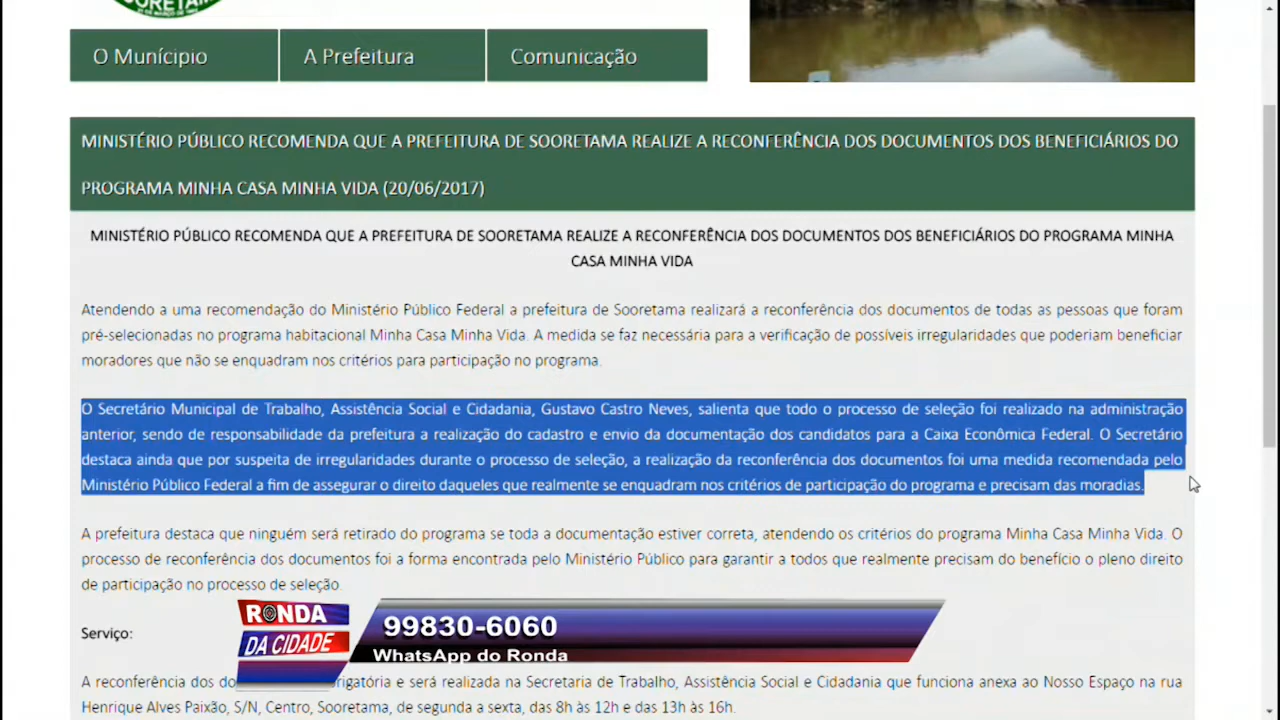 SOORETAMA
O Munícipio
A Prefeitura
Comunicação
MINISTÉRIO PÚBLICO RECOMENDA QUE A PREFEITURA DE SOORETAMA REALIZE A RECONFERÊNCIA DOS DOCUMENTOS DOS BENEFICIÁRIOS DO
PROGRAMA MINHA CASA MINHA VIDA (20/06/2017)
MINISTÉRIO PÚBLICO RECOMENDA QUE A PREFEITURA DE SOORETAMA REALIZE A RECONFERÊNCIA DOS DOCUMENTOS DOS BENEFICIÁRIOS DO PROGRAMA MINHA
CASA MINHA VIDA
Atendendo a uma recomendação do Ministério Público Federal a prefeitura de Sooretama realizará a reconferência dos documentos de todas as pessoas que foram
pré-selecionadas no programa habitacional Minha Casa Minha Vida. A medida se faz necessária para a verificação de possíveis irregularidades que poderiam beneficiar
moradores que não se enquadram nos critérios para participação no programa.
O Secretário Municipal de Trabalho, Assistência Social e Cidadania, Gustavo Castro Neves, salienta que todo o processo de seleção foi realizado na administração
anterior, sendo de responsabilidade da prefeitura a realização do cadastro e envio da documentação dos candidatos para a Caixa Econômica Federal. O Secretário
destaca ainda que por suspeita de irregularidades durante o processo de seleção, a realização da reconferência dos documentos foi uma medida recomendada pelo
Ministério Público Federal a fim de assegurar o direito daqueles que realmente se enquadram nos critérios de participação do programa e precisam das moradias.
A prefeitura destaca que ninguém será retirado do programa se toda a documentação estiver correta, atendendo os critérios do programa Minha Casa Minha Vida. O
processo de reconferência dos documentos foi a forma encontrada pelo Ministério Público para garantir a todos que realmente precisam do benefício o pleno direito
de participação no processo de seleção.
Serviço:
RONDA
DA CIDADE
99830-6060
WhatsApp do Ronda
A reconferência dos do rigatória e será realizada na Secretaria de Trabalho, Assistência Social e Cidadania que funciona anexa ao Nosso Espaço na rua
Henrique Alves Paixão, S/N, Centro, Sooretama, de segunda a sexta, das 8h às 12h e das 13h às 16h.